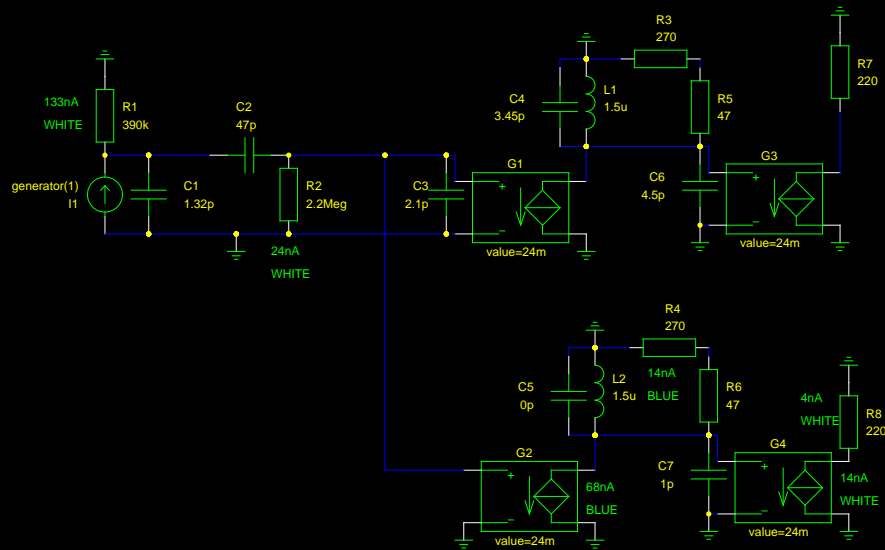 R3
270
R7
220
133nA
WHITE
R1
390k
C2
47p
C4
3.45p
L1
1.5u
R5
47
generator(1)
I1
C1
1.32p
R2
2.2Meg
C3
2.1p
G1
+
−
value=24m
C6
4.5p
G3
+
−
value=24m
24nA
WHITE
R4
270
C5
0p
L2
1.5u
14nA
BLUE
R6
47
4nA
WHITE
R8
220
G2
+
−
value=24m
68nA
BLUE
C7
1p
G4
+
−
value=24m
14nA
WHITE